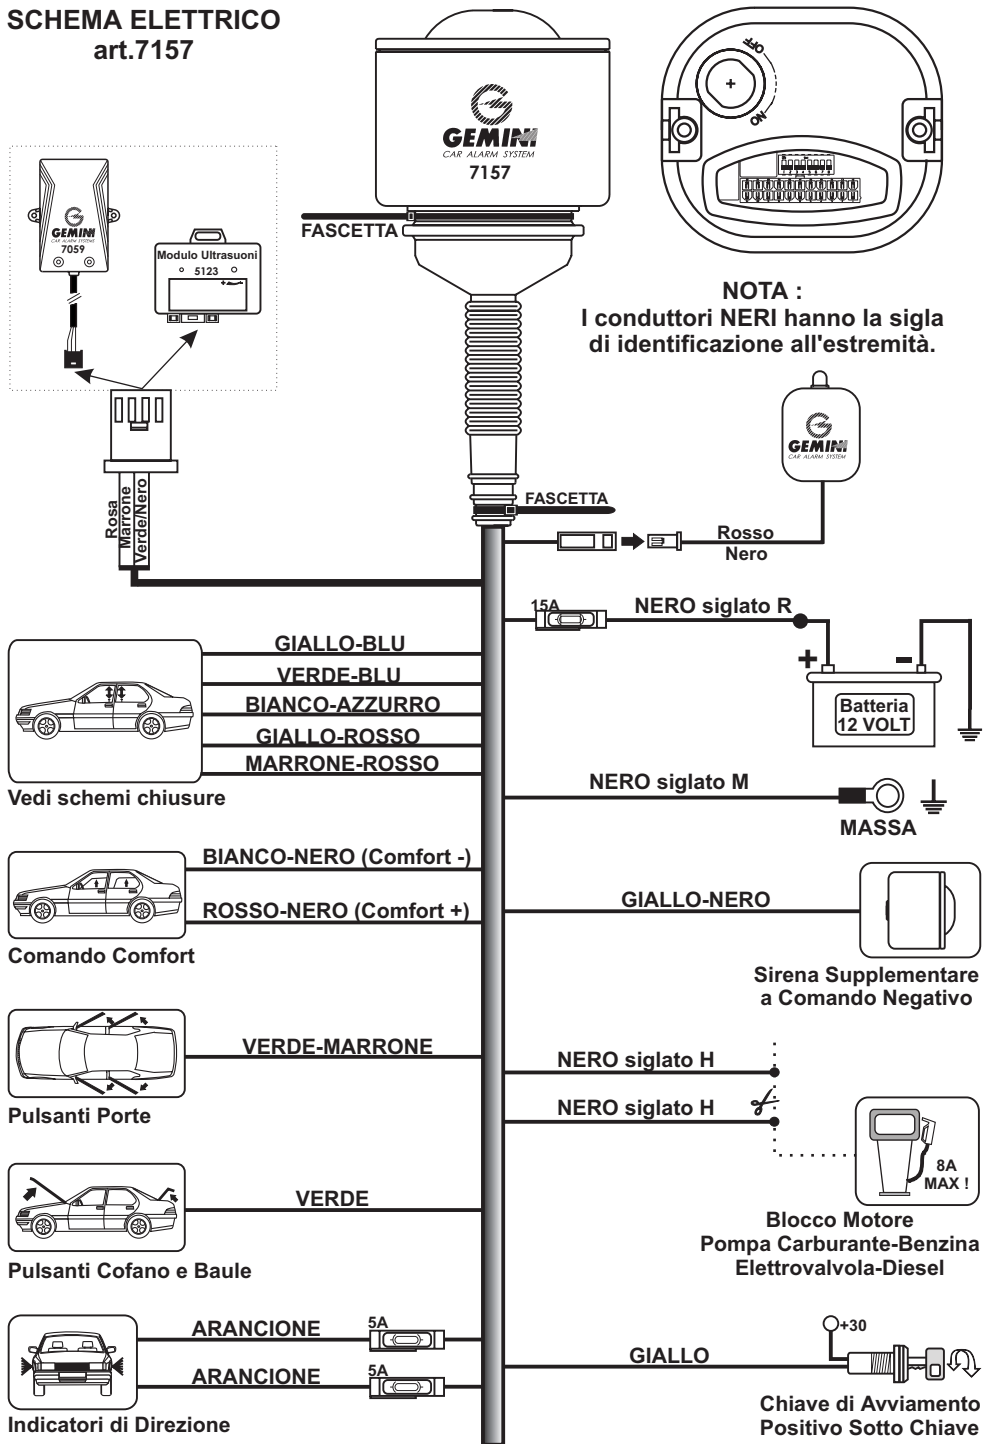 SCHEMA ELETTRICO
art.7157
GEMINI
CAR ALARM SYSTEM
7157
FASCETTA
OFF
ON
GEMINI
CAR ALARM SYSTEMS
7059
Modulo Ultrasuoni
5123
NOTA :
I conduttori NERI hanno la sigla
di identificazione all'estremità.
GEMINI
CAR ALARM SYSTEM
FASCETTA
Rosa
Marrone
Verde/Nero
Rosso
Nero
15A
NERO siglato R
+
-
Batteria
12 VOLT
GIALLO-BLU
VERDE-BLU
BIANCO-AZZURRO
GIALLO-ROSSO
MARRONE-ROSSO
Vedi schemi chiusure
NERO siglato M
MASSA
BIANCO-NERO (Comfort -)
ROSSO-NERO (Comfort +)
Comando Comfort
GIALLO-NERO
Sirena Supplementare
a Comando Negativo
VERDE-MARRONE
Pulsanti Porte
NERO siglato H
NERO siglato H
8A
MAX !
Blocco Motore
Pompa Carburante-Benzina
Elettrovalvola-Diesel
VERDE
Pulsanti Cofano e Baule
ARANCIONE
5A
ARANCIONE
5A
Indicatori di Direzione
+30
GIALLO
Chiave di Avviamento
Positivo Sotto Chiave